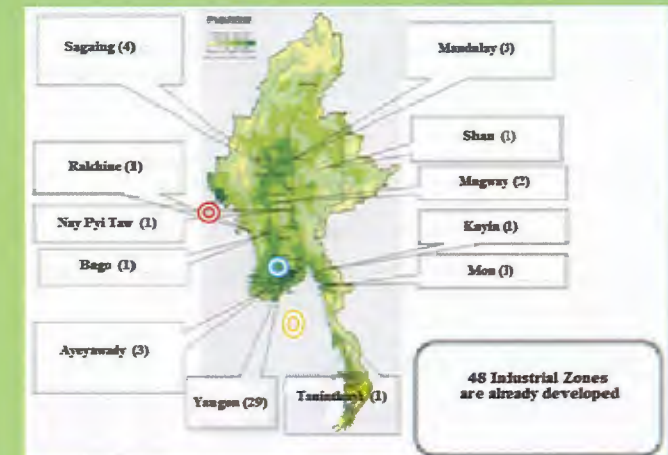 Sagaing (4)
Mandalay (3)
Shan (1)
Rakhine (1)
Magway (2)
Nay Pyi Taw (1)
Kayin (1)
Bago (1)
Mon (1)
Ayeyawady (3)
Yangon (29)
(1)
48 Industrial Zones
are already developed